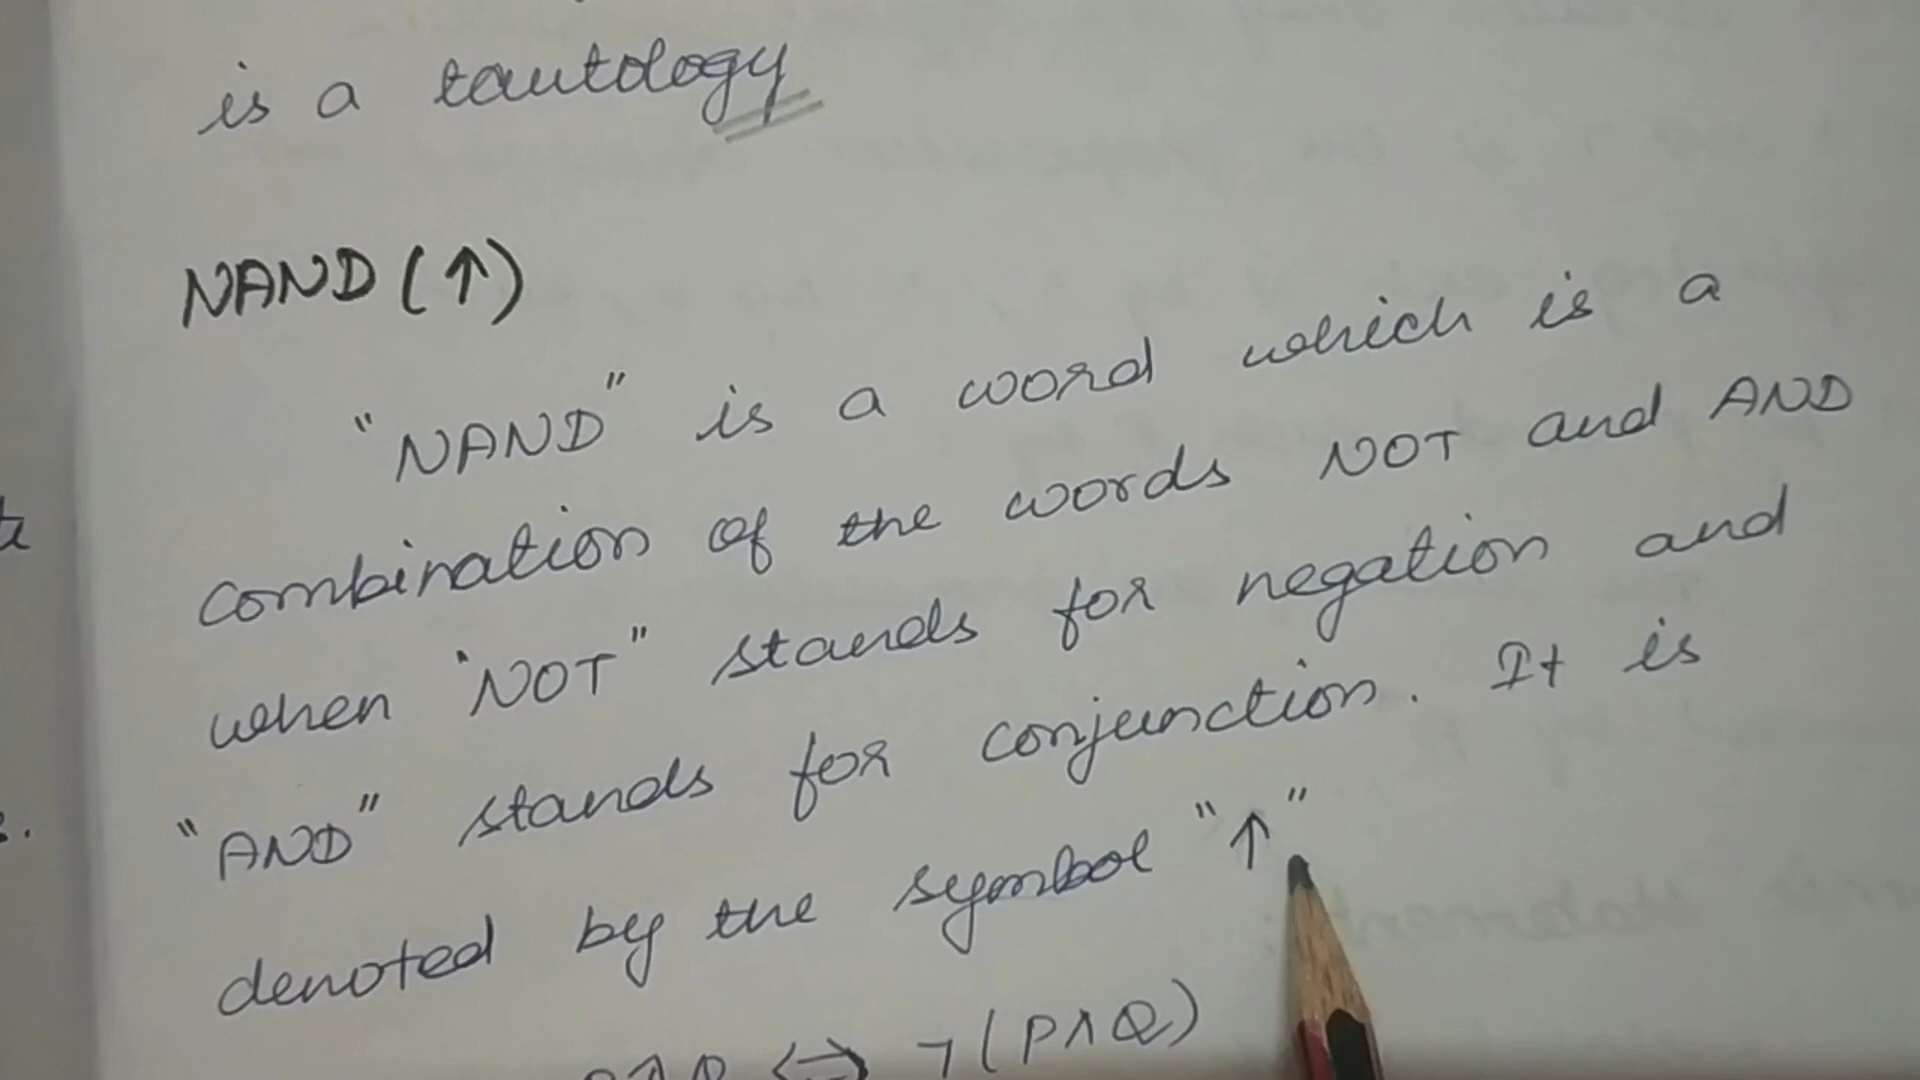 is a tautology
NAND (↑)
"NAND" is a word which is a
combination of the words NOT and AND
when "NOT" stands for negation and
"AND" stands for conjunction. It is
denoted by the symbol "↑"
P↑Q ⇔ ¬(P∧Q)